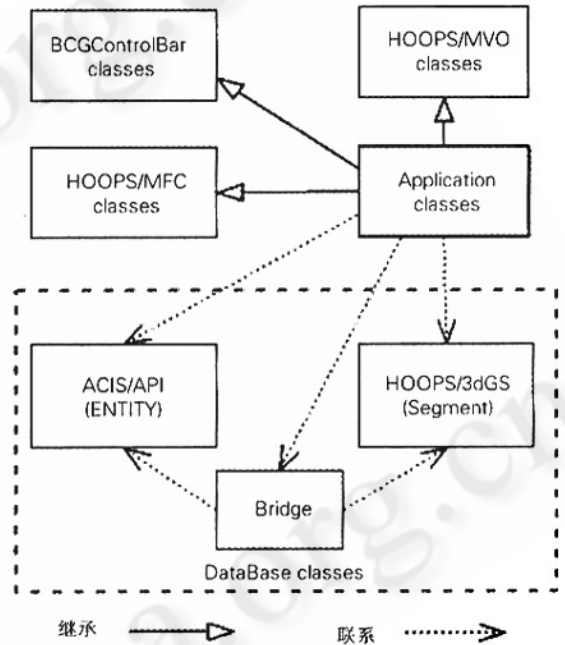 BCGControlBar
classes
HOOPS/MVO
classes
HOOPS/MFC
classes
Application
classes
ACIS/API
(ENTITY)
HOOPS/3dGS
(Segment)
Bridge
DataBase classes
继承
联系